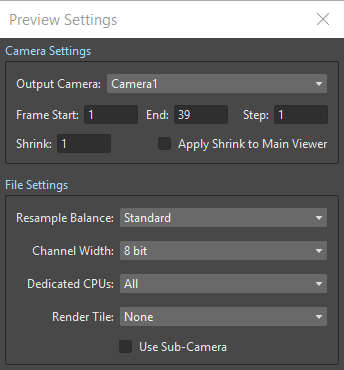 Preview Settings
Camera Settings
Output Camera: Camera1
Frame Start: 1 End: 39 Step: 1
Shrink: 1 Apply Shrink to Main Viewer
File Settings
Resample Balance: Standard
Channel Width: 8 bit
Dedicated CPUs: All
Render Tile: None
Use Sub-Camera